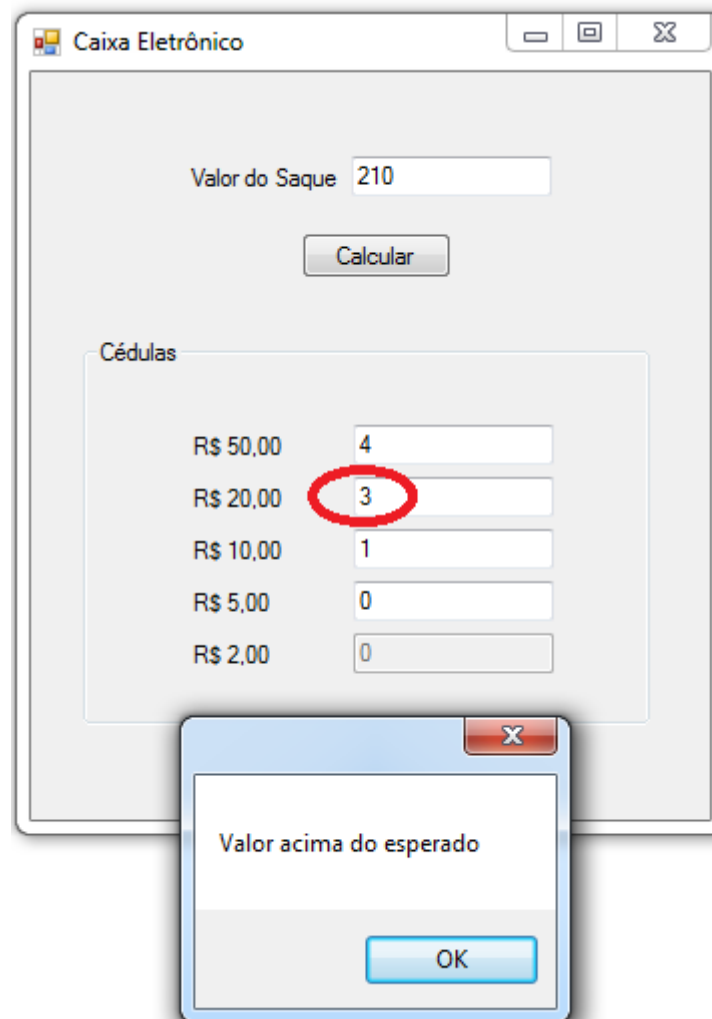 Caixa Eletrônico
Valor do Saque 210
Calcular
Cédulas
R$ 50,00 4
R$ 20,00 3
R$ 10,00 1
R$ 5,00 0
R$ 2,00 0
Valor acima do esperado
OK